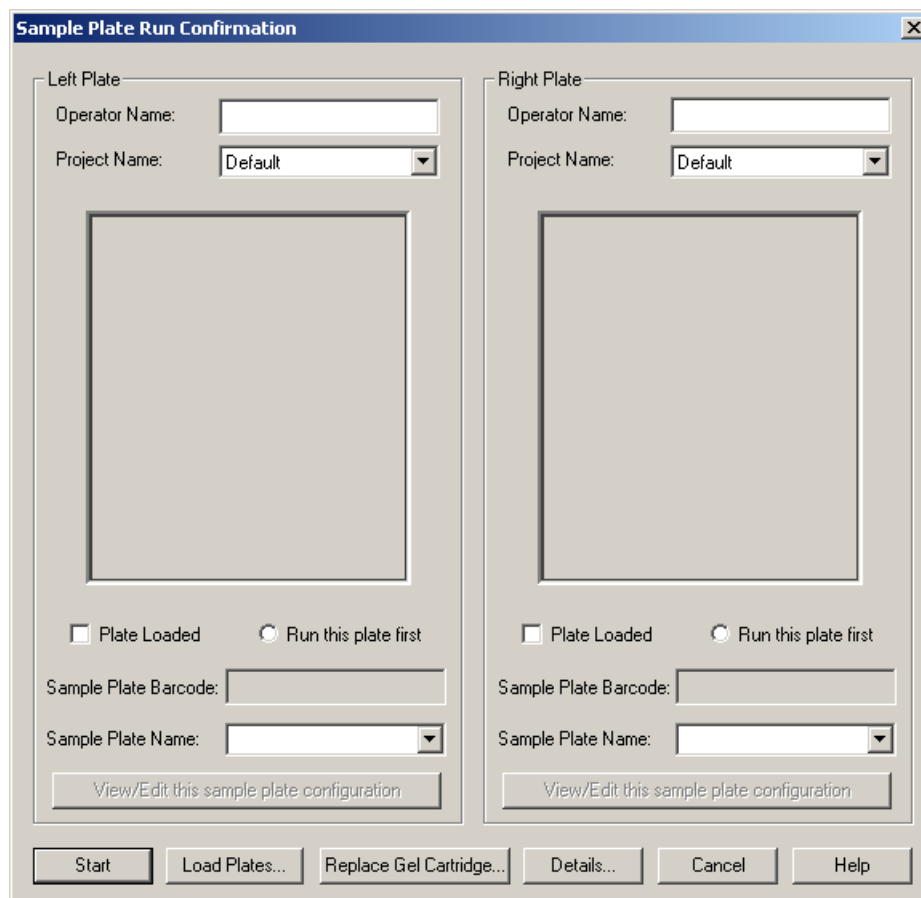 Sample Plate Run Confirmation
Left Plate
Operator Name:
Project Name: Default
Plate Loaded Run this plate first
Sample Plate Barcode:
Sample Plate Name:
View/Edit this sample plate configuration
Right Plate
Operator Name:
Project Name: Default
Plate Loaded Run this plate first
Sample Plate Barcode:
Sample Plate Name:
View/Edit this sample plate configuration
Start Load Plates... Replace Gel Cartridge... Details... Cancel Help